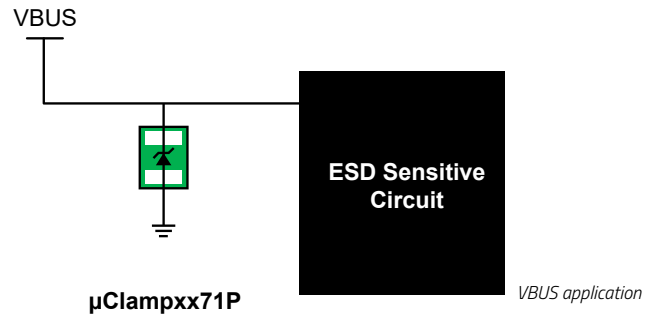 VBUS
ESD Sensitive
Circuit
µClampxx71P
VBUS application